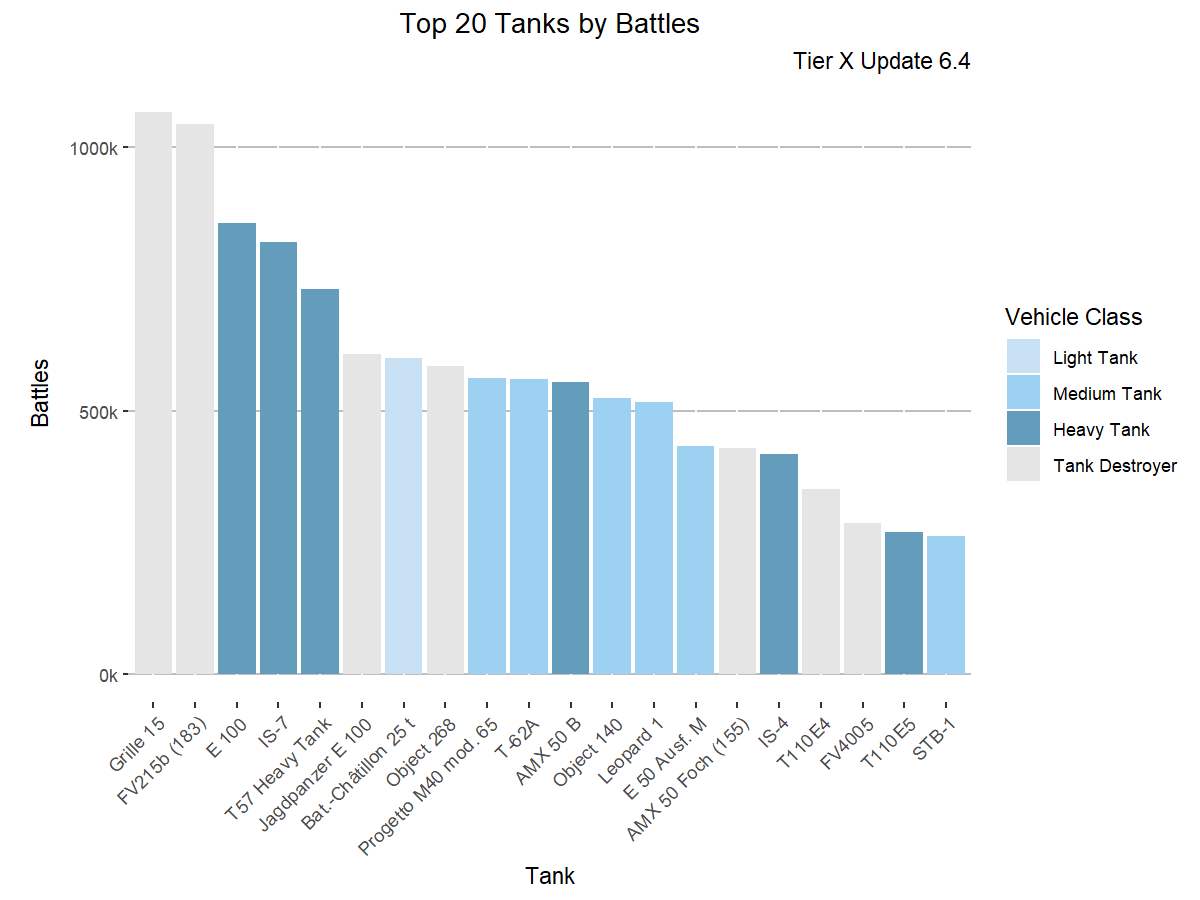 Top 20 Tanks by Battles
Tier X Update 6.4
Battles
1000k
500k
0k
Grille 15
FV215b (183)
E 100
IS-7
T57 Heavy Tank
Jagdpanzer E 100
Bat.-Châtillon 25 t
Object 268
Progetto M40 mod. 65
T-62A
AMX 50 B
Object 140
Leopard 1
E 50 Ausf. M
AMX 50 Foch (155)
IS-4
T110E4
FV4005
T110E5
STB-1
Tank
Vehicle Class
Light Tank
Medium Tank
Heavy Tank
Tank Destroyer